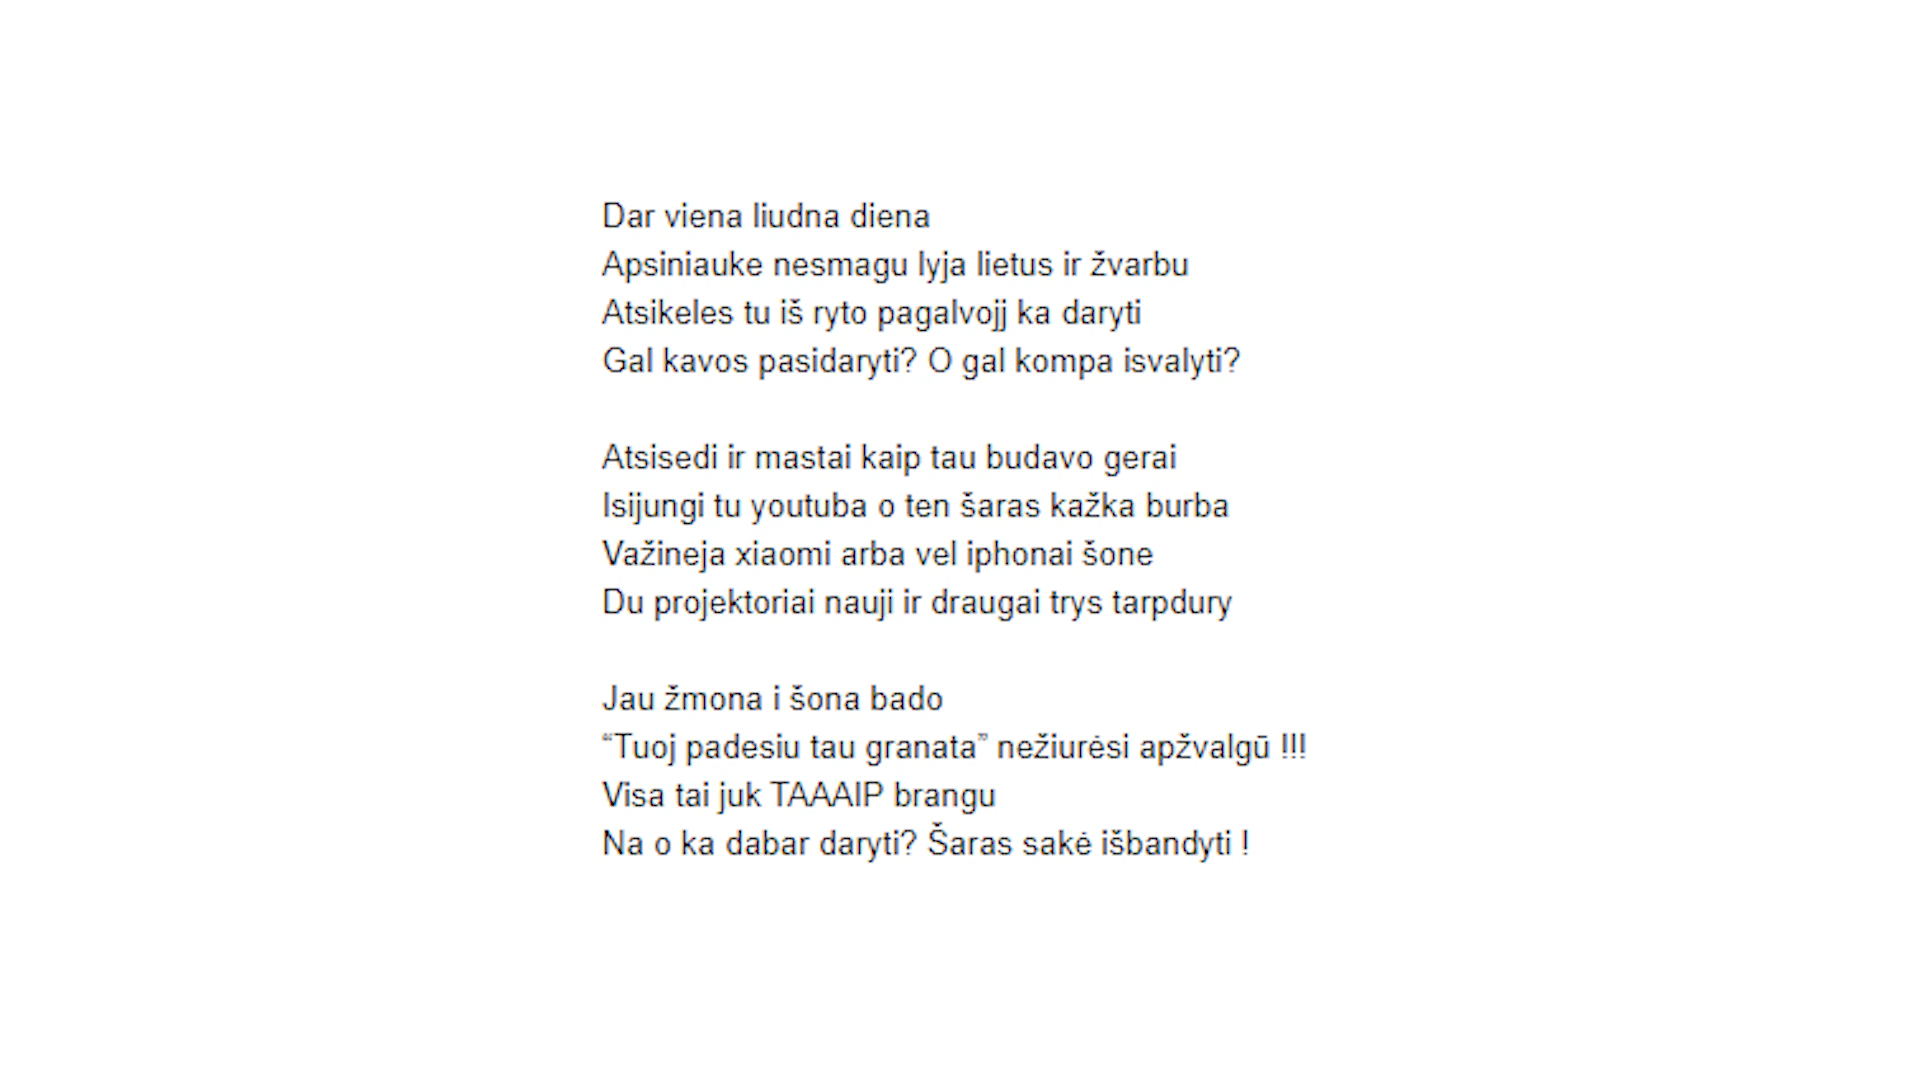 Dar viena liudna diena
Apsiniauke nesmagu lyja lietus ir žvarbu
Atsikeles tu iš ryto pagalvojj ka daryti
Gal kavos pasidaryti? O gal kompa isvalyti?
Atsisedi ir mastai kaip tau budavo gerai
Isijungi tu youtuba o ten šaras kažka burba
Važineja xiaomi arba vel iphonai šone
Du projektoriai nauji ir draugai trys tarpdury
Jau žmona i šona bado
“Tuoj padesiu tau granata” nežiurėsi apžvalgū !!!
Visa tai juk TAAAIP brangu
Na o ka dabar daryti? Šaras sakė išbandyti !